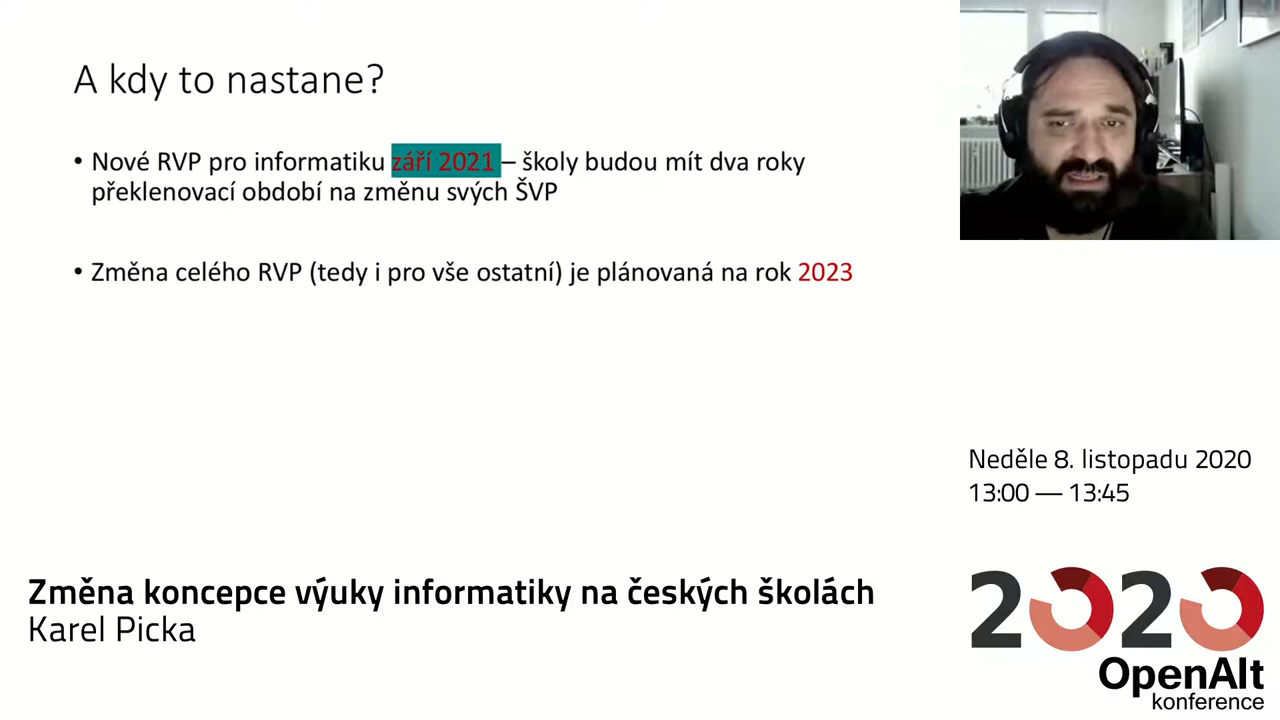 A kdy to nastane?
• Nové RVP pro informatiku září 2021 – školy budou mít dva roky
překlenovací období na změnu svých ŠVP
• Změna celého RVP (tedy i pro vše ostatní) je plánovaná na rok 2023
Neděle 8. listopadu 2020
13:00 — 13:45
Změna koncepce výuky informatiky na českých školách
Karel Picka
2020
OpenAlt
konference